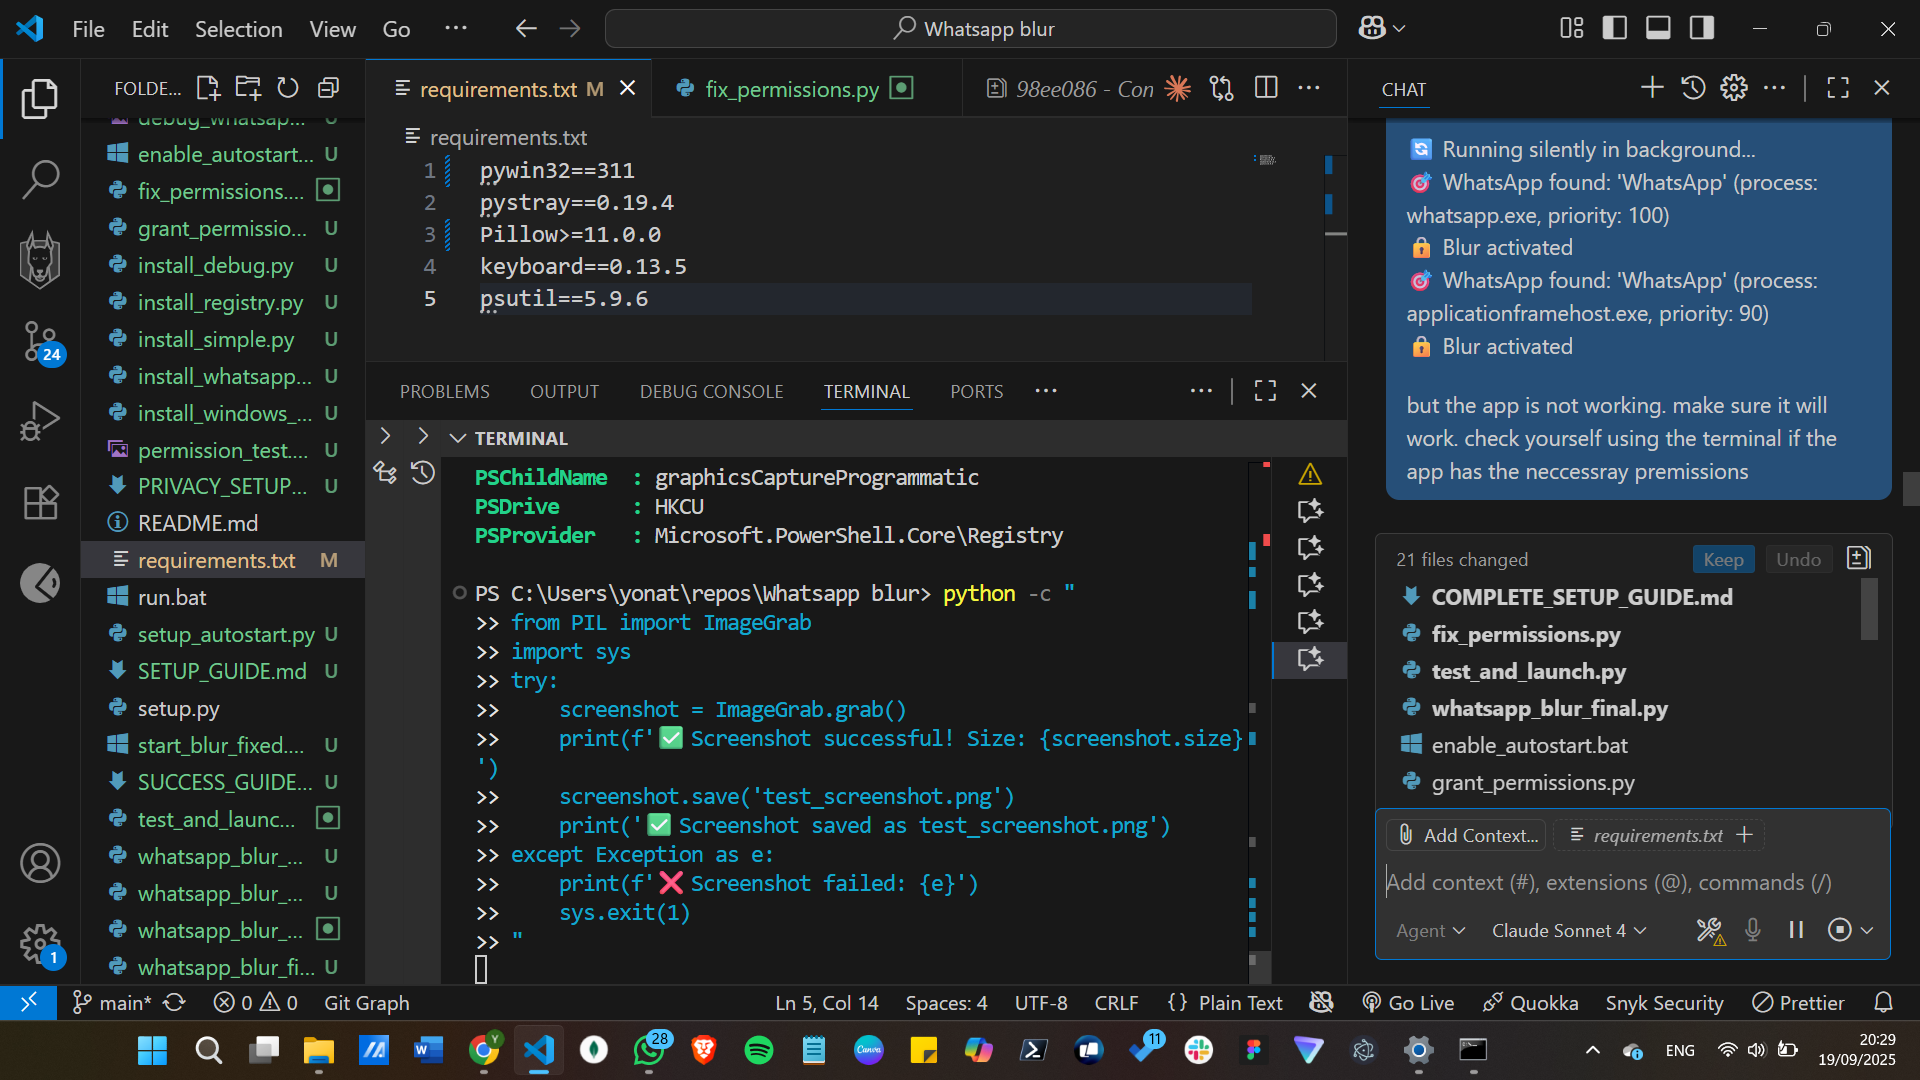 File Edit Selection View Go ···
Whatsapp blur
FOLDE...
debug_whatsap... U
enable_autostart... U
fix_permissions....
grant_permissio... U
install_debug.py U
install_registry.py U
install_simple.py U
install_whatsapp... U
install_windows_... U
permission_test.... U
PRIVACY_SETUP... U
README.md
requirements.txt M
run.bat
setup_autostart.py U
SETUP_GUIDE.md U
setup.py
start_blur_fixed.... U
SUCCESS_GUIDE... U
test_and_launc...
whatsapp_blur_... U
whatsapp_blur_... U
whatsapp_blur_...
whatsapp_blur_fi... U
24
1
requirements.txt M
fix_permissions.py
98ee086 - Con
requirements.txt
1 pywin32==311
2 pystray==0.19.4
3 Pillow>=11.0.0
4 keyboard==0.13.5
5 psutil==5.9.6
PROBLEMS OUTPUT DEBUG CONSOLE TERMINAL PORTS ···
TERMINAL
PSChildName : graphicsCaptureProgrammatic
PSDrive : HKCU
PSProvider : Microsoft.PowerShell.Core\Registry
PS C:\Users\yonat\repos\Whatsapp blur> python -c "
>> from PIL import ImageGrab
>> import sys
>> try:
>> screenshot = ImageGrab.grab()
>> print(f'✅ Screenshot successful! Size: {screenshot.size}
')
>> screenshot.save('test_screenshot.png')
>> print('✅ Screenshot saved as test_screenshot.png')
>> except Exception as e:
>> print(f'❌ Screenshot failed: {e}')
>> sys.exit(1)
>> "
CHAT
🔄 Running silently in background...
🎯 WhatsApp found: 'WhatsApp' (process:
whatsapp.exe, priority: 100)
🔒 Blur activated
🎯 WhatsApp found: 'WhatsApp' (process:
applicationframehost.exe, priority: 90)
🔒 Blur activated
but the app is not working. make sure it will
work. check yourself using the terminal if the
app has the neccessray premissions
21 files changed Keep Undo
COMPLETE_SETUP_GUIDE.md
fix_permissions.py
test_and_launch.py
whatsapp_blur_final.py
enable_autostart.bat
grant_permissions.py
Add Context... requirements.txt
Add context (#), extensions (@), commands (/)
Agent Claude Sonnet 4
main* 0 0 Git Graph
Ln 5, Col 14 Spaces: 4 UTF-8 CRLF {} Plain Text Go Live Quokka Snyk Security Prettier
Y
W
28
Canva
11
ENG
20:29
19/09/2025